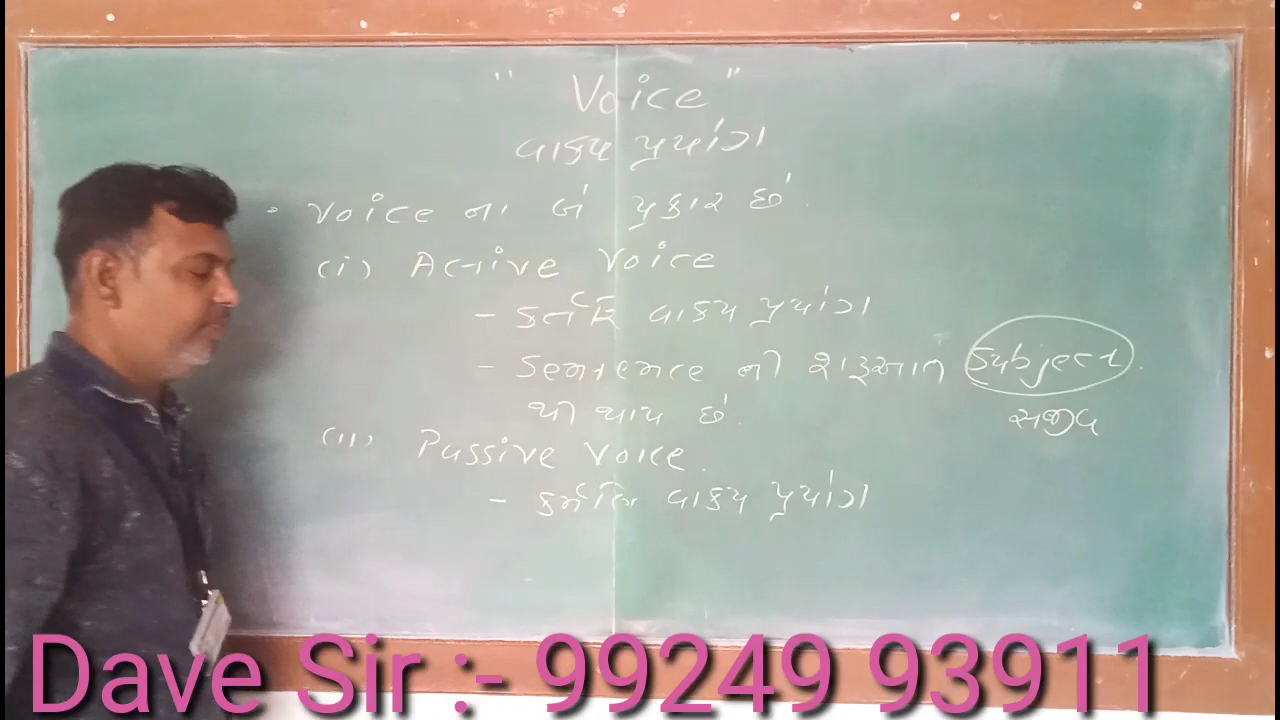 " Voice "
વાક્ય પ્રયોગ
• Voice ના બે પ્રકાર છે.
(i) Active Voice
- કર્તરિ વાક્ય પ્રયોગ
- Sentence ની શરૂઆત Subject
થી થાય છે.
સજીવ
(ii) Passive Voice.
- કર્મણિ વાક્ય પ્રયોગ
Dave Sir :- 99249 93911